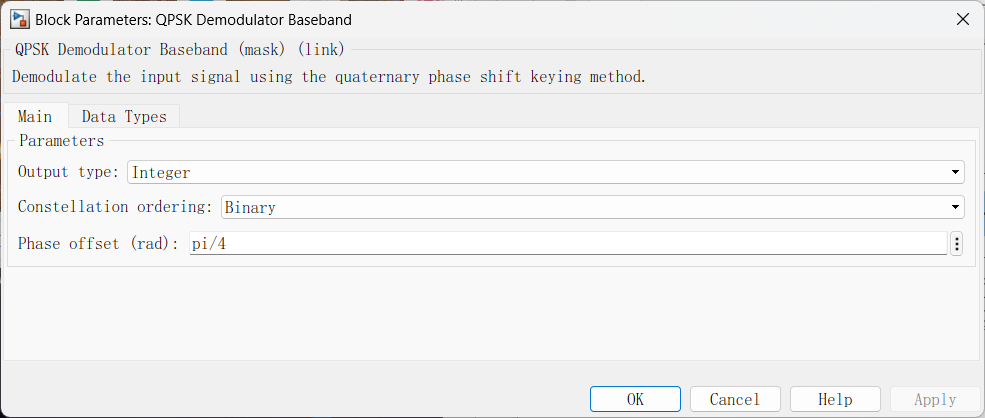 Block Parameters: QPSK Demodulator Baseband
QPSK Demodulator Baseband (mask) (link)
Demodulate the input signal using the quaternary phase shift keying method.
Main Data Types
Parameters
Output type: Integer
Constellation ordering: Binary
Phase offset (rad): pi/4
OK Cancel Help Apply